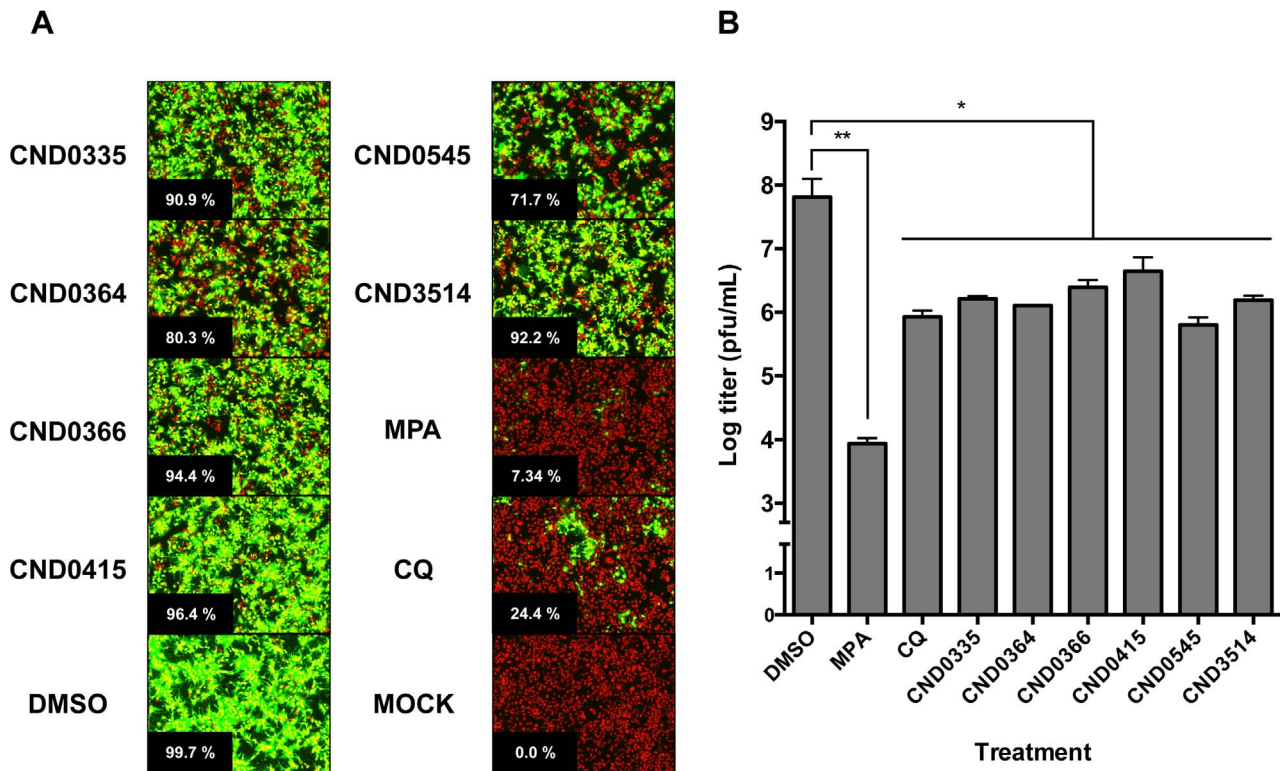 A
CND0335
90.9 %
CND0364
80.3 %
CND0366
94.4 %
CND0415
96.4 %
DMSO
99.7 %
CND0545
71.7 %
CND3514
92.2 %
MPA
7.34 %
CQ
24.4 %
MOCK
0.0 %
B
*
**
Log titer (pfu/mL)
9
8
7
6
5
4
3
1
0
DMSO
MPA
CQ
CND0335
CND0364
CND0366
CND0415
CND0545
CND3514
Treatment